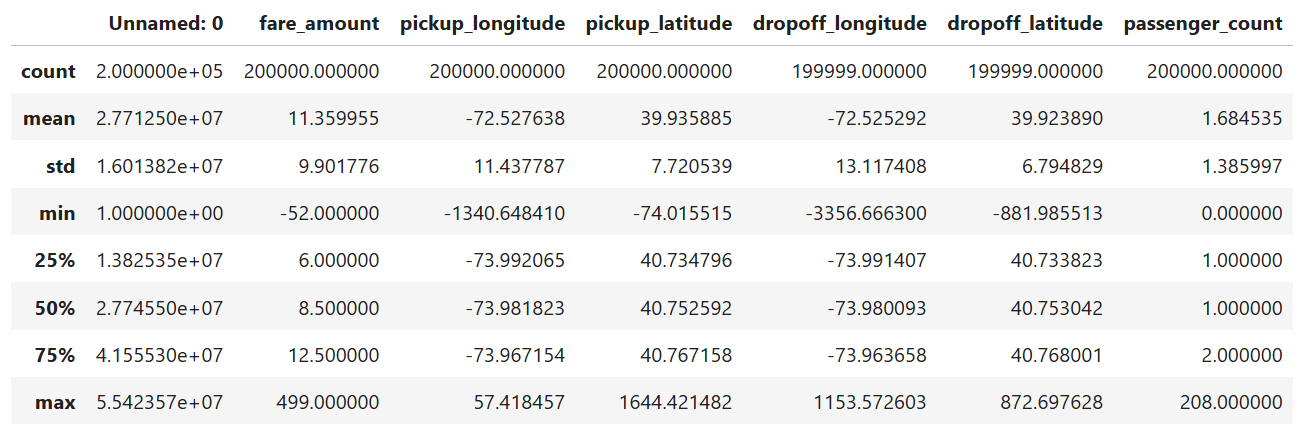 Unnamed: 0 fare_amount pickup_longitude pickup_latitude dropoff_longitude dropoff_latitude passenger_count
count 2.000000e+05 200000.000000 200000.000000 200000.000000 199999.000000 199999.000000 200000.000000
mean 2.771250e+07 11.359955 -72.527638 39.935885 -72.525292 39.923890 1.684535
std 1.601382e+07 9.901776 11.437787 7.720539 13.117408 6.794829 1.385997
min 1.000000e+00 -52.000000 -1340.648410 -74.015515 -3356.666300 -881.985513 0.000000
25% 1.382535e+07 6.000000 -73.992065 40.734796 -73.991407 40.733823 1.000000
50% 2.774550e+07 8.500000 -73.981823 40.752592 -73.980093 40.753042 1.000000
75% 4.155530e+07 12.500000 -73.967154 40.767158 -73.963658 40.768001 2.000000
max 5.542357e+07 499.000000 57.418457 1644.421482 1153.572603 872.697628 208.000000